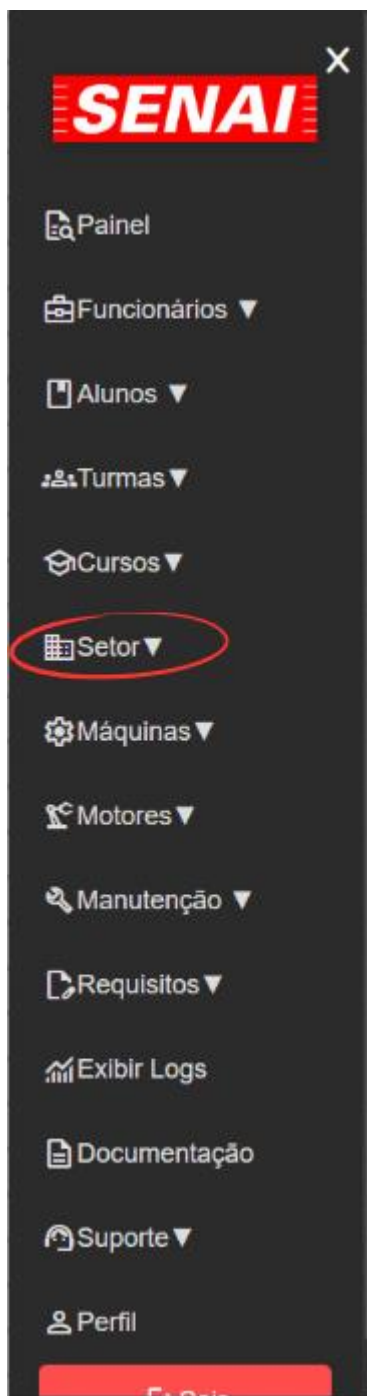 X
SENAI
Painel
Funcionários ▼
Alunos ▼
Turmas▼
Cursos▼
Setor▼
Máquinas▼
Motores▼
Manutenção ▼
Requisitos▼
Exibir Logs
Documentação
Suporte▼
Perfil